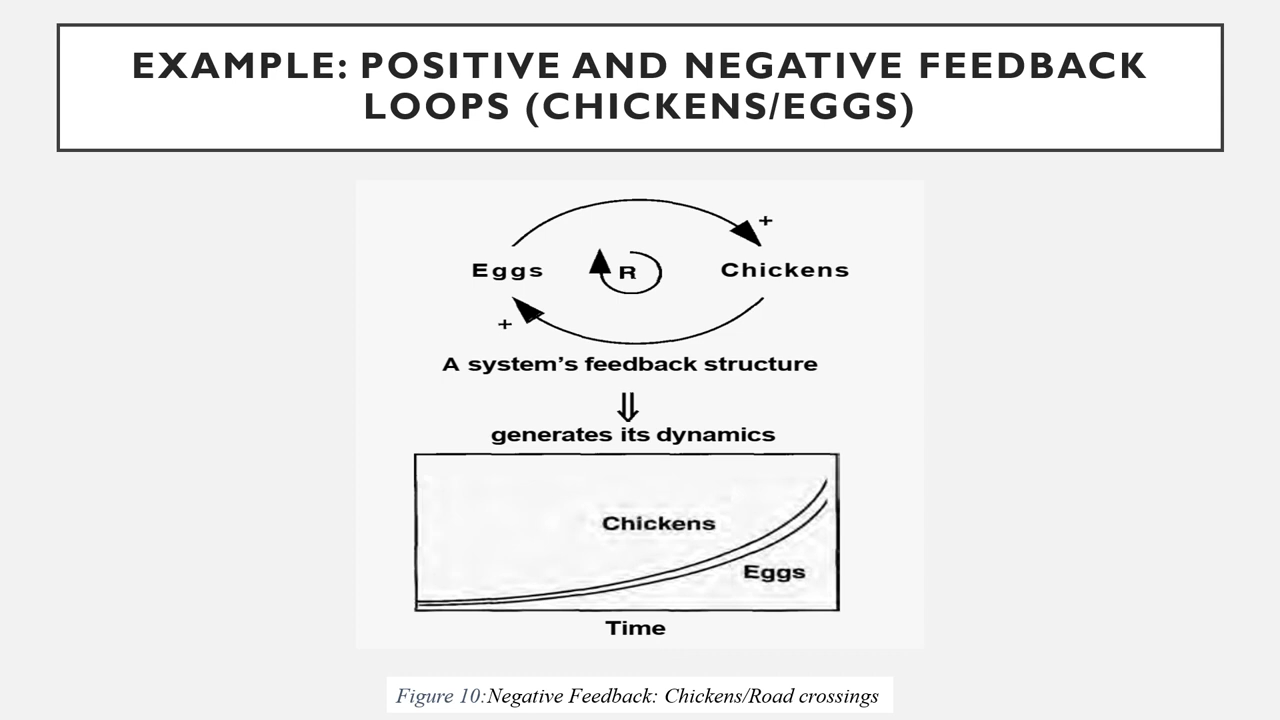 EXAMPLE: POSITIVE AND NEGATIVE FEEDBACK
LOOPS (CHICKENS/EGGS)
+
Eggs
R
Chickens
+
A system's feedback structure
⇓
generates its dynamics
Chickens
Eggs
Time
Figure 10:Negative Feedback: Chickens/Road crossings